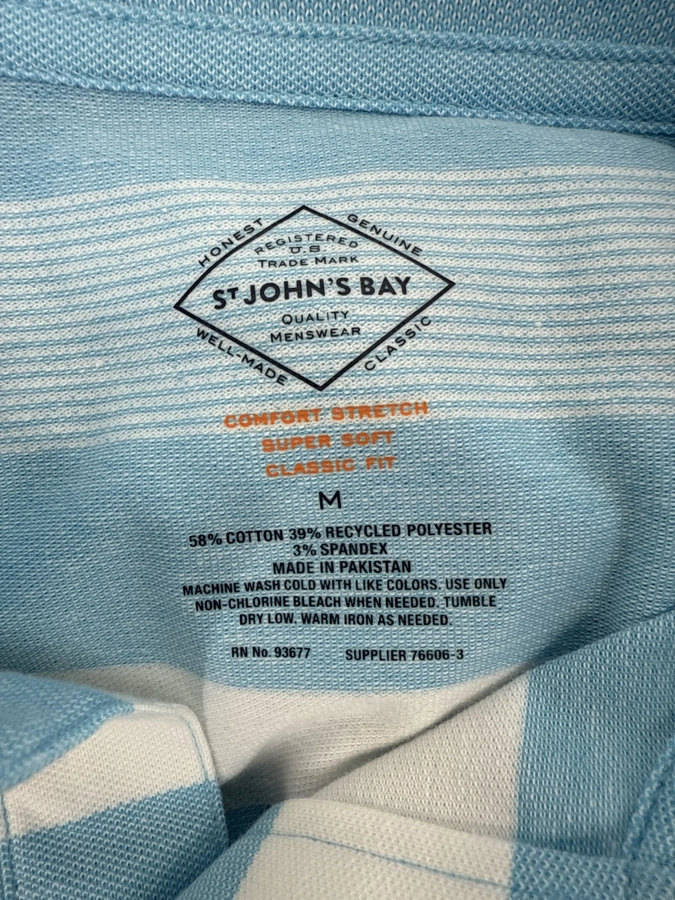 HONEST
GENUINE
REGISTERED
U.S
TRADE MARK
ST JOHN'S BAY
QUALITY
MENSWEAR
WELL-MADE
CLASSIC
COMFORT STRETCH
SUPER SOFT
CLASSIC FIT
M
58% COTTON 39% RECYCLED POLYESTER
3% SPANDEX
MADE IN PAKISTAN
MACHINE WASH COLD WITH LIKE COLORS. USE ONLY
NON-CHLORINE BLEACH WHEN NEEDED. TUMBLE
DRY LOW. WARM IRON AS NEEDED.
RN No. 93677 SUPPLIER 76606-3